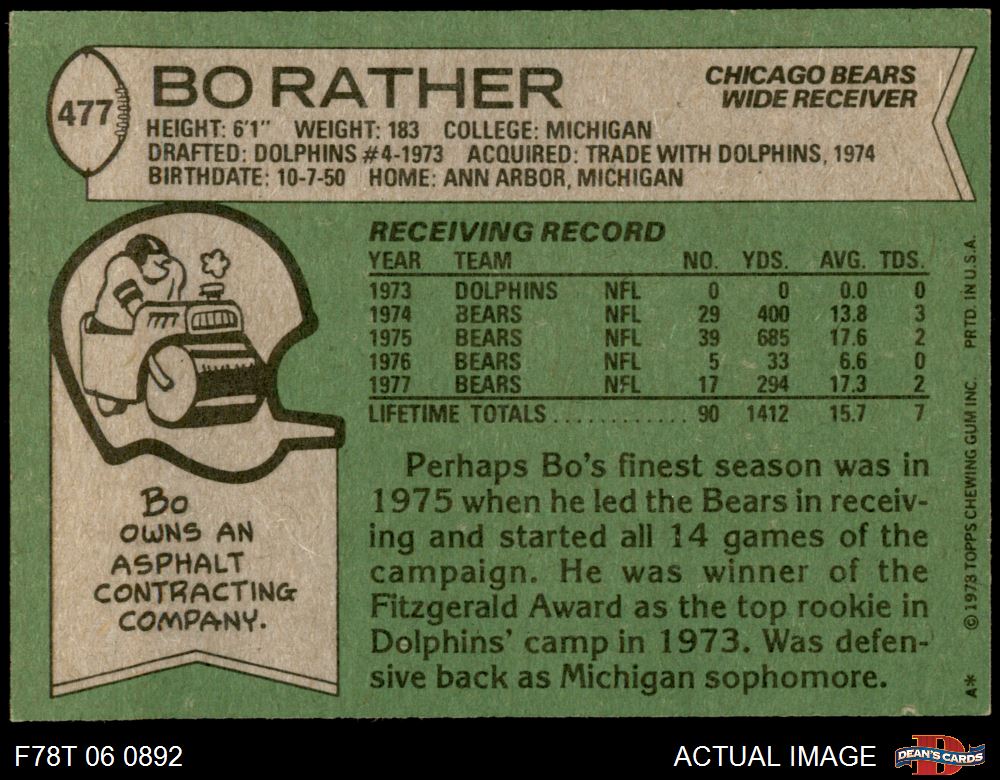 477
BO RATHER
CHICAGO BEARS
WIDE RECEIVER
HEIGHT: 6'1" WEIGHT: 183 COLLEGE: MICHIGAN
DRAFTED: DOLPHINS #4-1973 ACQUIRED: TRADE WITH DOLPHINS, 1974
BIRTHDATE: 10-7-50 HOME: ANN ARBOR, MICHIGAN
RECEIVING RECORD
YEAR TEAM NO. YDS. AVG. TDS.
1973 DOLPHINS NFL 0 0 0.0 0
1974 BEARS NFL 29 400 13.8 3
1975 BEARS NFL 39 685 17.6 2
1976 BEARS NFL 5 33 6.6 0
1977 BEARS NFL 17 294 17.3 2
LIFETIME TOTALS ............ 90 1412 15.7 7
Perhaps Bo's finest season was in
1975 when he led the Bears in receiv-
ing and started all 14 games of the
campaign. He was winner of the
Fitzgerald Award as the top rookie in
Dolphins' camp in 1973. Was defen-
sive back as Michigan sophomore.
Bo
OWNS AN
ASPHALT
CONTRACTING
COMPANY.
A* © 1978 TOPPS CHEWING GUM INC. PRTD. IN U.S.A.
F78T 06 0892
ACTUAL IMAGE
D
DEAN'S CARDS